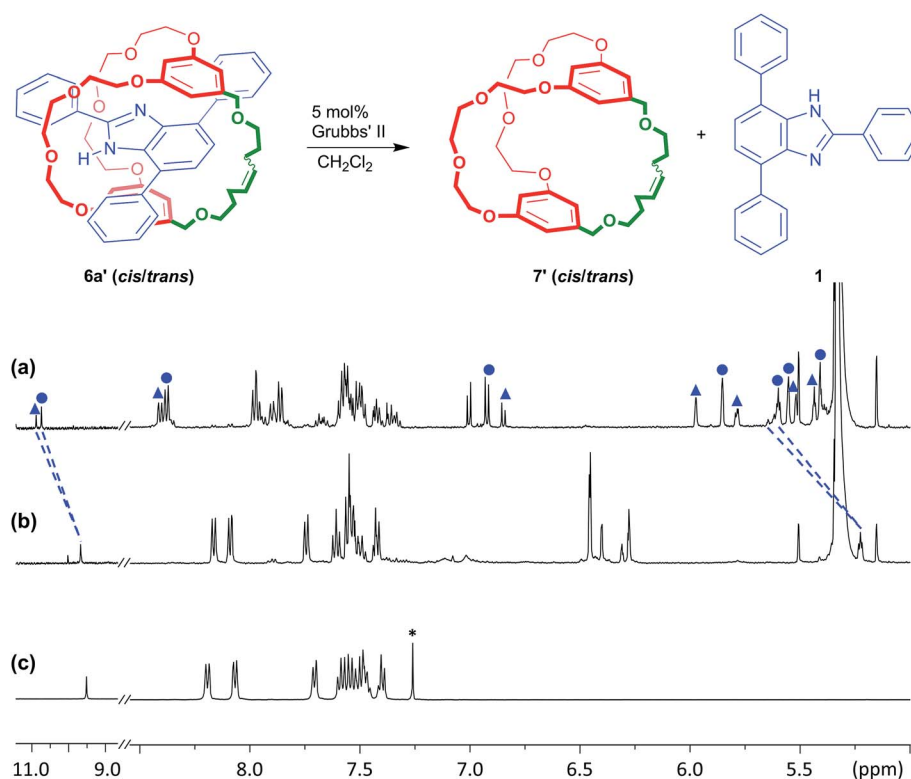 O O O O O O O O N N H
5 mol%
Grubbs' II
CH₂Cl₂
O O O O O O O O
+
NH N
6a' (cis/trans)
7' (cis/trans)
1
(a)
(b)
(c)
*
11.0 9.0 8.0 7.5 7.0 6.5 6.0 5.5 (ppm)